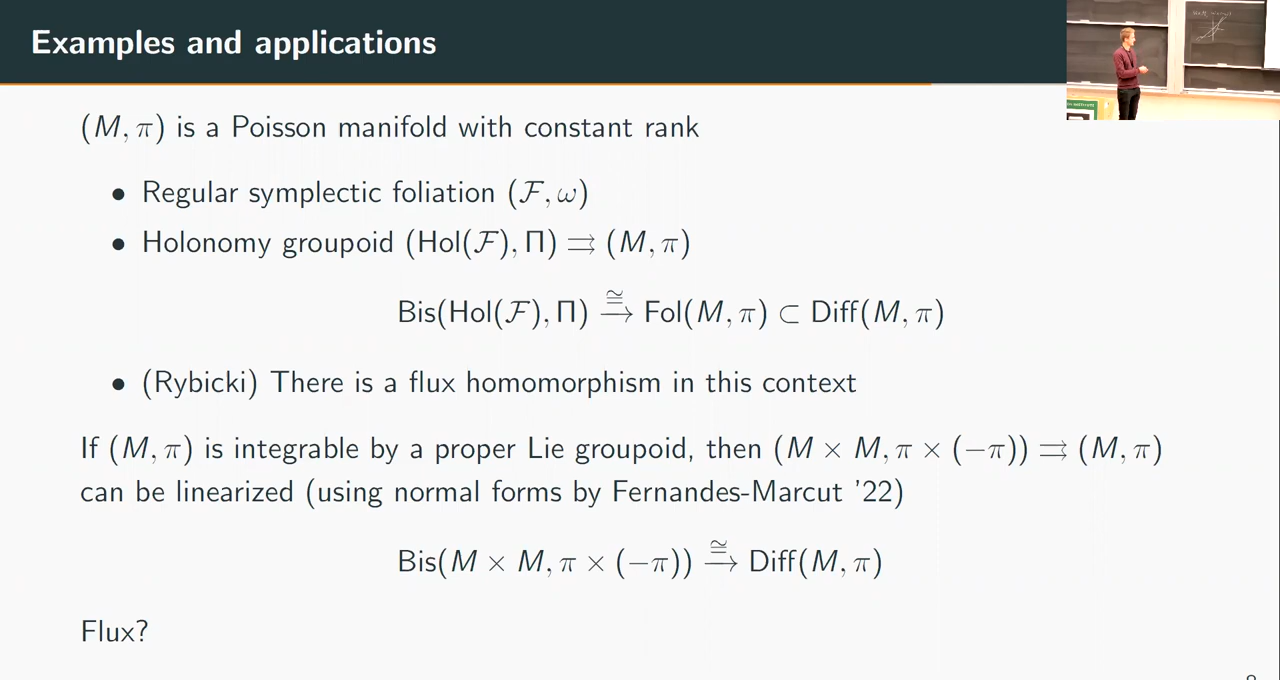 Examples and applications
(M, π) is a Poisson manifold with constant rank
• Regular symplectic foliation (ℱ, ω)
• Holonomy groupoid (Hol(ℱ), Π) ⇉ (M, π)
Bis(Hol(ℱ), Π) ≅→ Fol(M, π) ⊂ Diff(M, π)
• (Rybicki) There is a flux homomorphism in this context
If (M, π) is integrable by a proper Lie groupoid, then (M × M, π × (−π)) ⇉ (M, π)
can be linearized (using normal forms by Fernandes-Marcut '22)
Bis(M × M, π × (−π)) ≅→ Diff(M, π)
Flux?